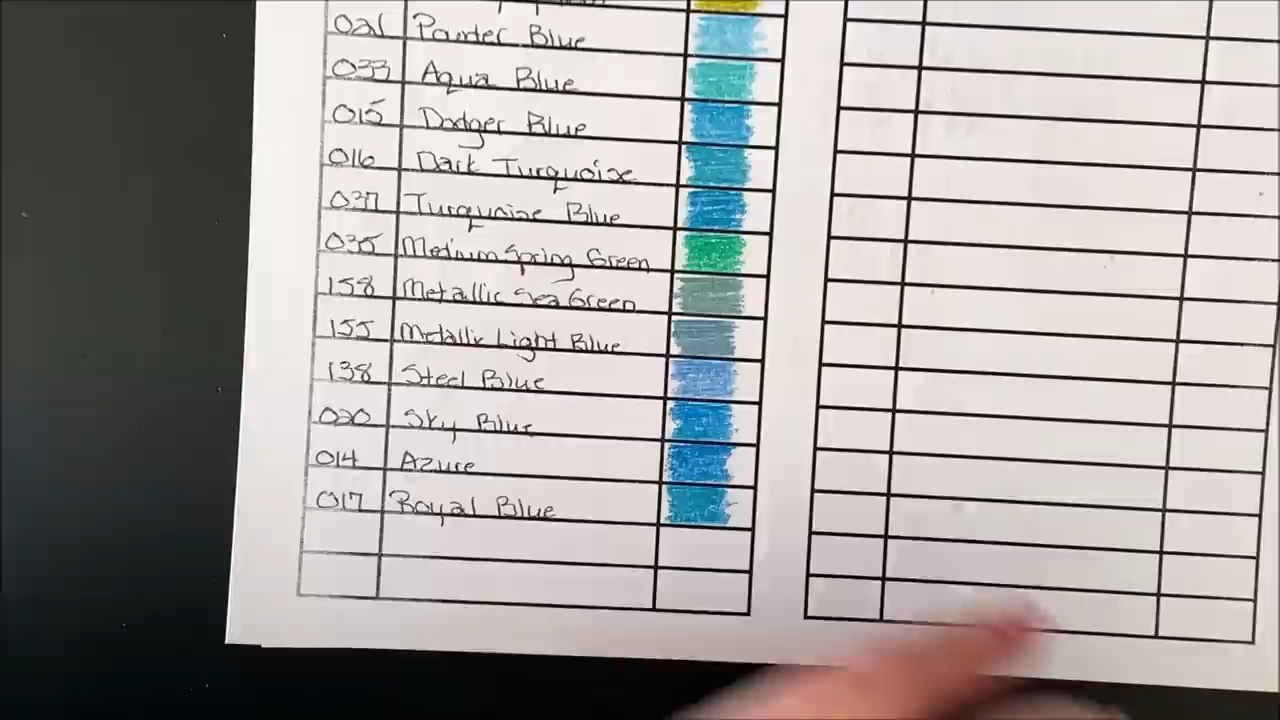 021 Powder Blue
033 Aqua Blue
015 Dodger Blue
016 Dark Turquoise
037 Turquoise Blue
035 Medium Spring Green
158 Metallic Sea Green
155 Metallic Light Blue
138 Steel Blue
020 Sky Blue
014 Azure
017 Royal Blue